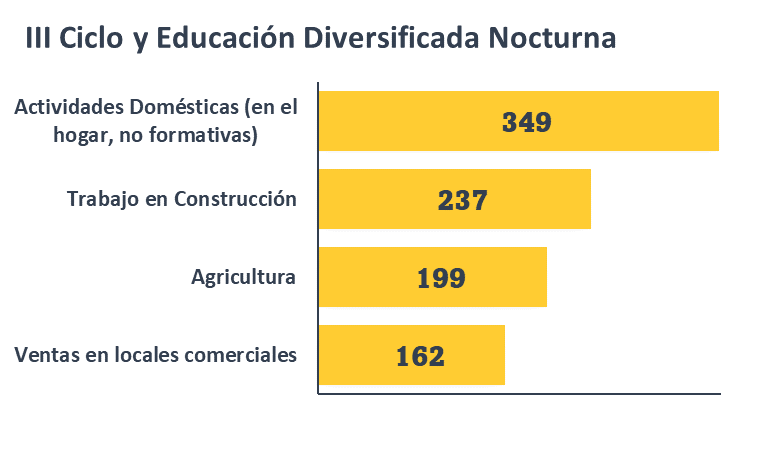 III Ciclo y Educación Diversificada Nocturna
Actividades Domésticas (en el
hogar, no formativas)
349
Trabajo en Construcción
237
Agricultura
199
Ventas en locales comerciales
162